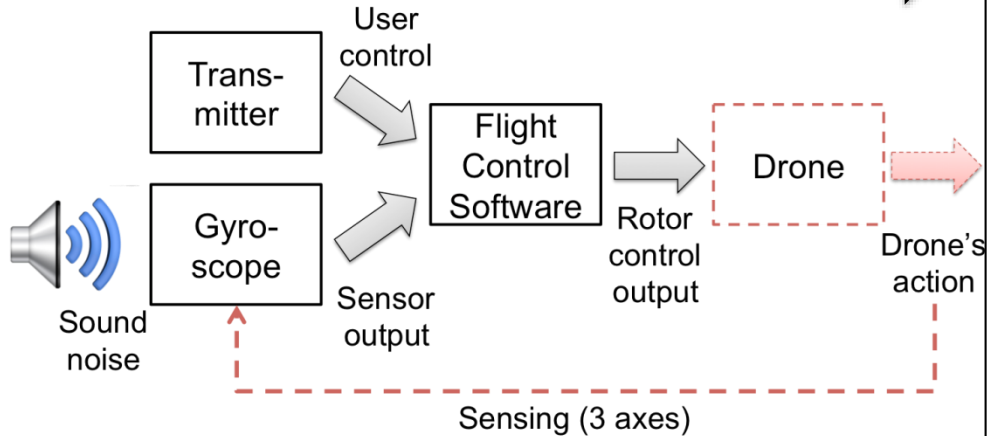 User
control
Trans-
mitter
Flight
Control
Software
Drone
Gyro-
scope
Rotor
control
output
Drone's
action
Sensor
output
Sound
noise
Sensing (3 axes)